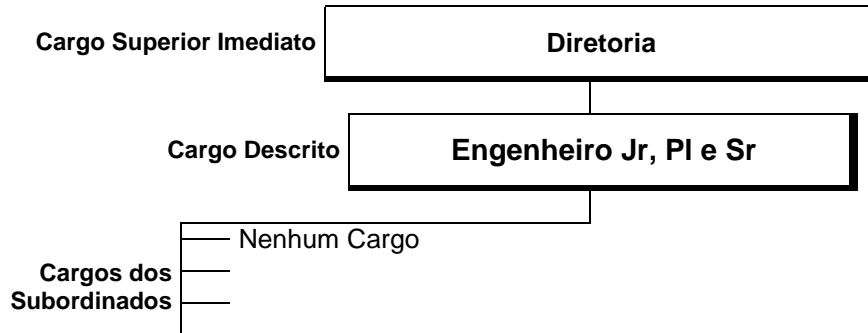 Cargo Superior Imediato
Diretoria
Cargo Descrito
Engenheiro Jr, Pl e Sr
Nenhum Cargo
Cargos dos
Subordinados